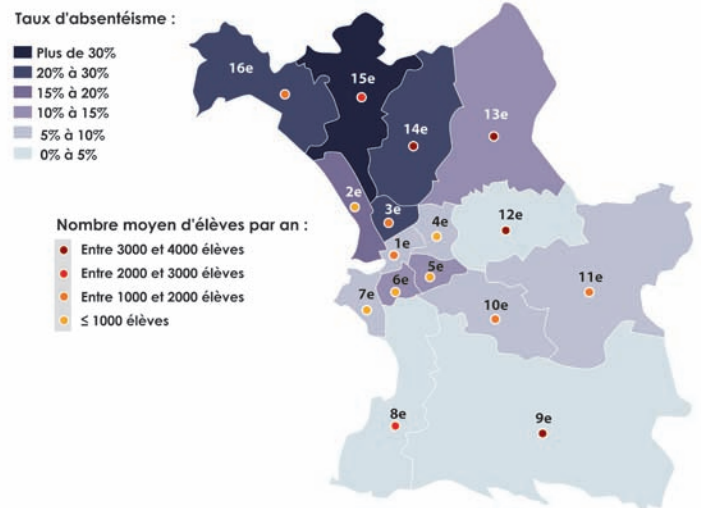 Taux d'absentéisme :
Plus de 30%
20% à 30%
15% à 20%
10% à 15%
5% à 10%
0% à 5%
Nombre moyen d'élèves par an :
Entre 3000 et 4000 élèves
Entre 2000 et 3000 élèves
Entre 1000 et 2000 élèves
≤ 1000 élèves
16e
15e
14e
13e
2e
3e
4e
12e
1e
5e
11e
6e
7e
10e
8e
9e